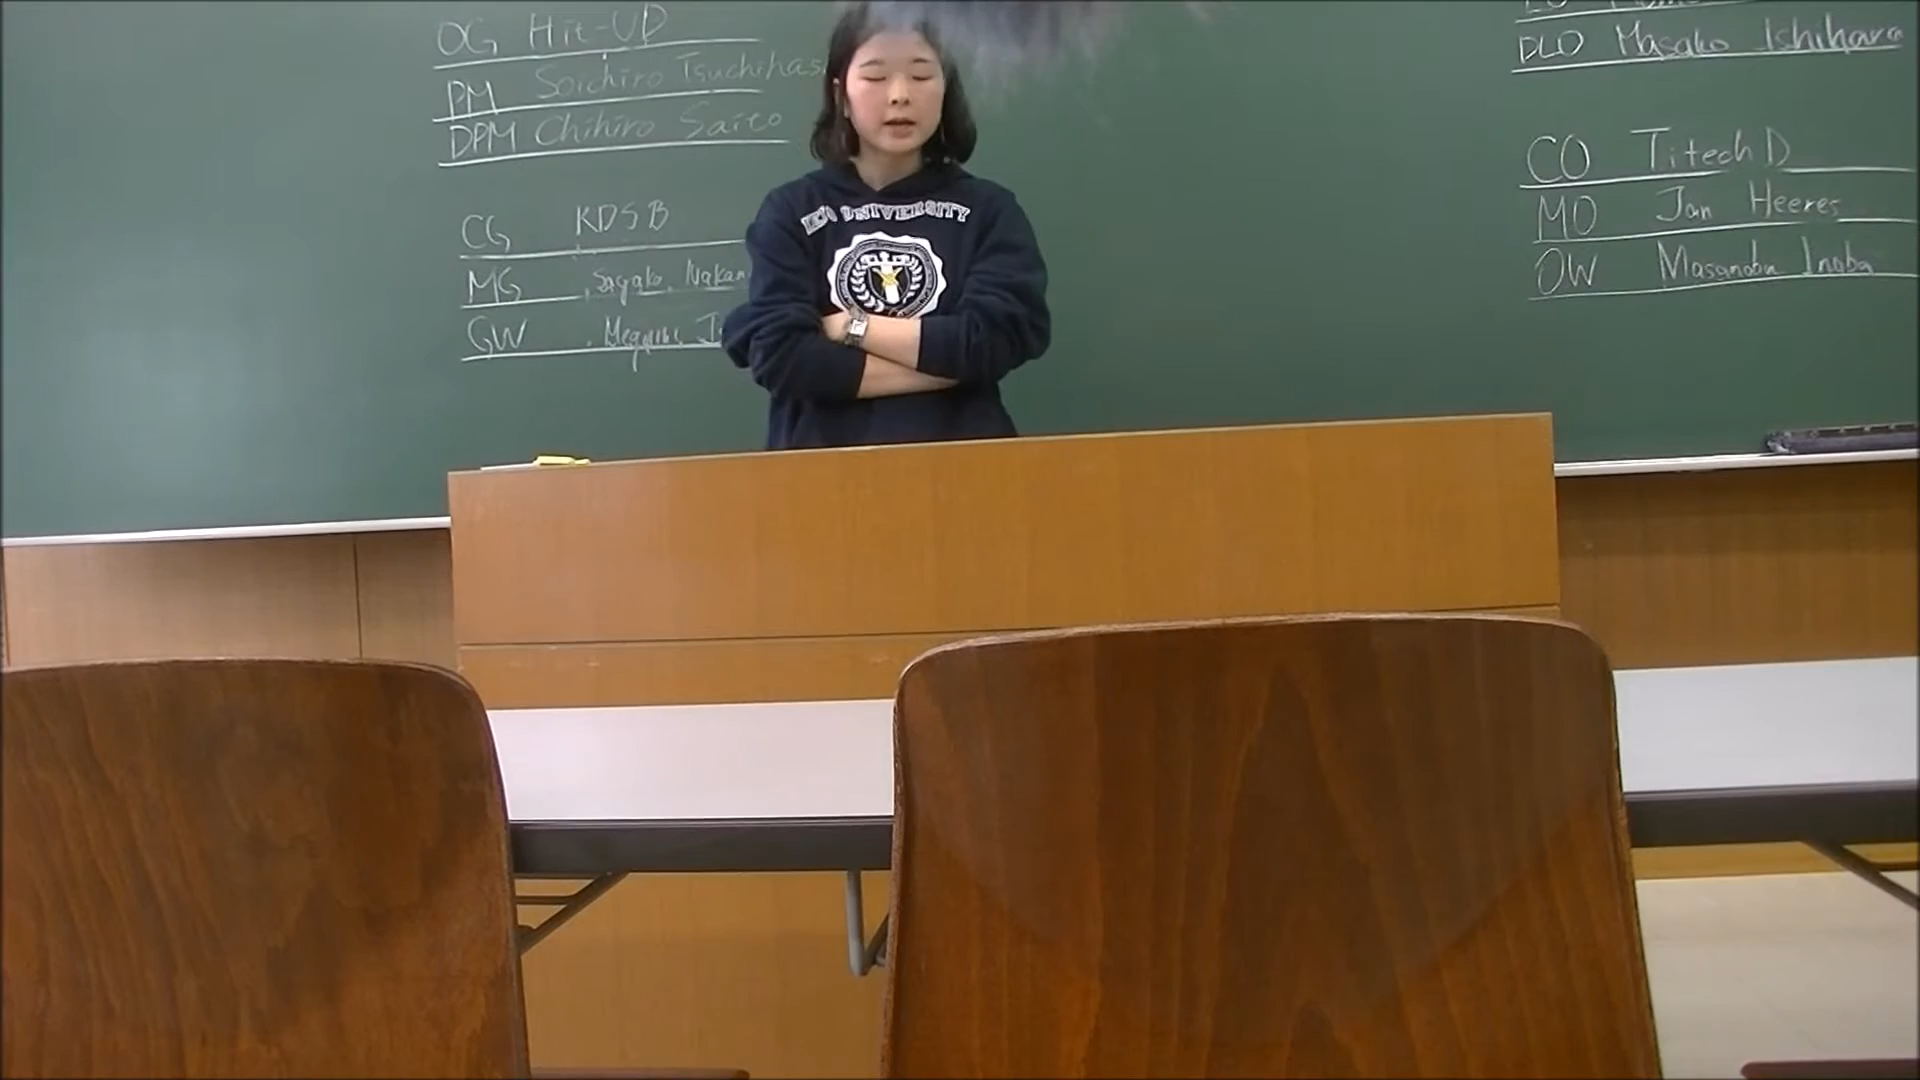 OG Hit-UP
PM Soichiro Tsuchihas
DPM Chihiro Saito
CG KDSB
MG Sayako Nakan
GW Megumi
UNIVERSITY
DLO Masako Ishihara
CO Titech D
MO Jan Heeres
OW Masanobu Inaba